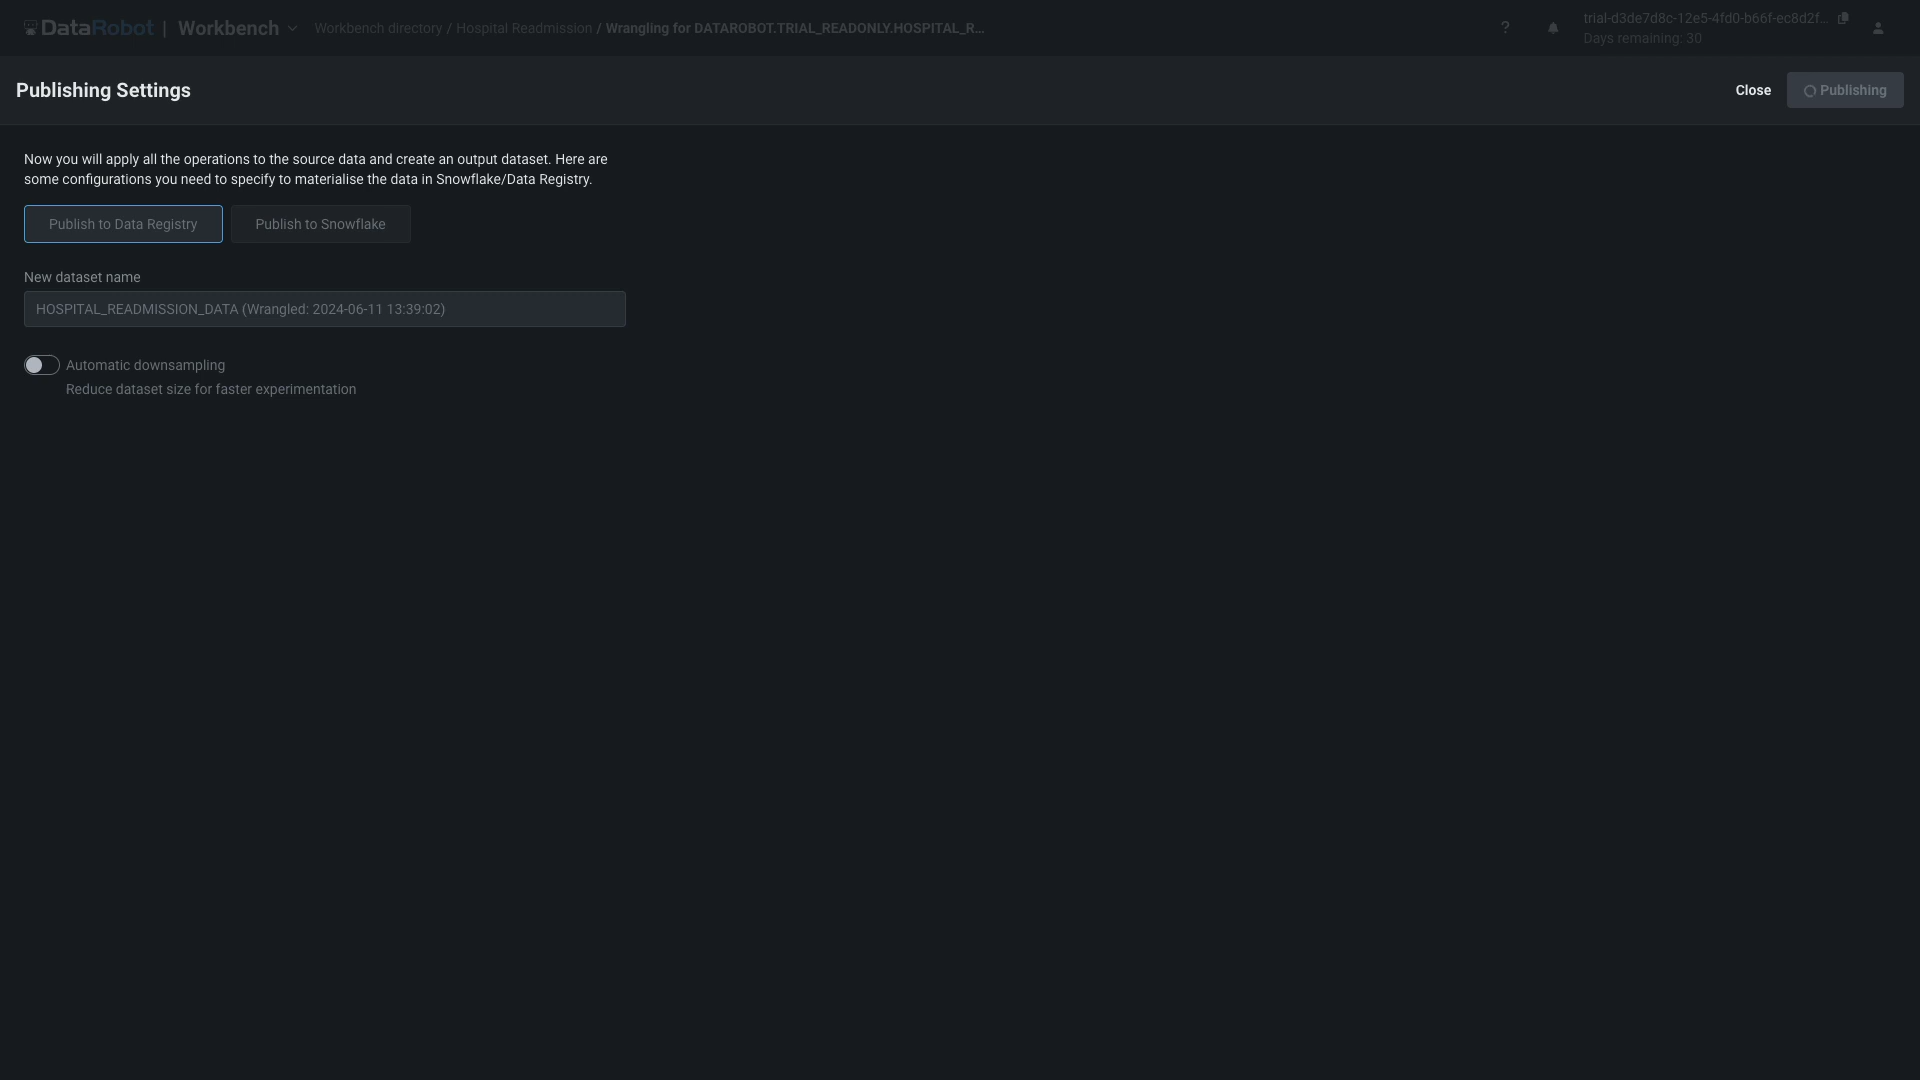 DataRobot | Workbench
Workbench directory / Hospital Readmission / Wrangling for DATAROBOT.TRIAL_READONLY.HOSPITAL_R...
?
trial-d3de7d8c-12e5-4fd0-b66f-ec8d2f...
Days remaining: 30
Publishing Settings
Close
Publishing
Now you will apply all the operations to the source data and create an output dataset. Here are
some configurations you need to specify to materialise the data in Snowflake/Data Registry.
Publish to Data Registry
Publish to Snowflake
New dataset name
HOSPITAL_READMISSION_DATA (Wrangled: 2024-06-11 13:39:02)
Automatic downsampling
Reduce dataset size for faster experimentation